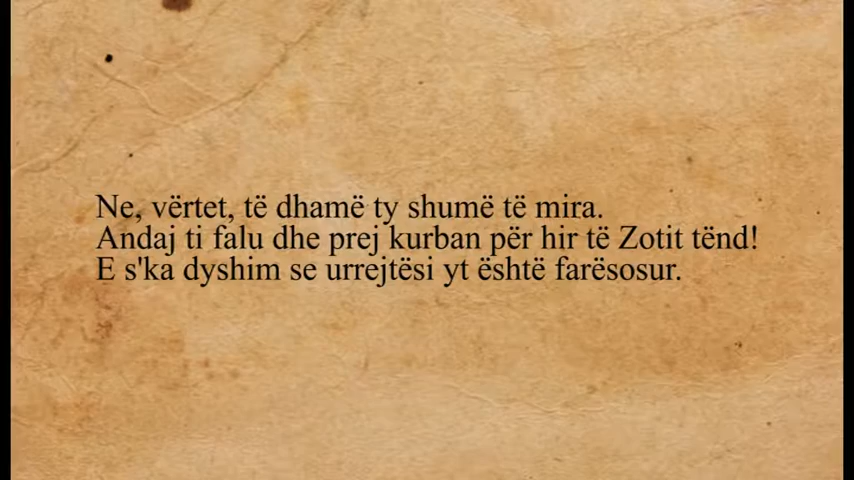 Ne, vërtet, të dhamë ty shumë të mira.
Andaj ti falu dhe prej kurban për hir të Zotit tënd!
E s'ka dyshim se urrejtësi yt është farësosur.